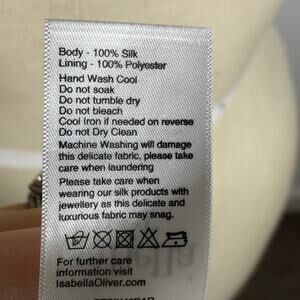 Body - 100% Silk
Lining - 100% Polyester
Hand Wash Cool
Do not soak
Do not tumble dry
Do not bleach
Cool Iron if needed on reverse
Do not Dry Clean
Machine Washing will damage
this delicate fabric, please take
care when laundering
Please take care when
wearing our silk products with
jewellery as this delicate and
luxurious fabric may snag.
For further care
information visit
IsabellaOliver.com